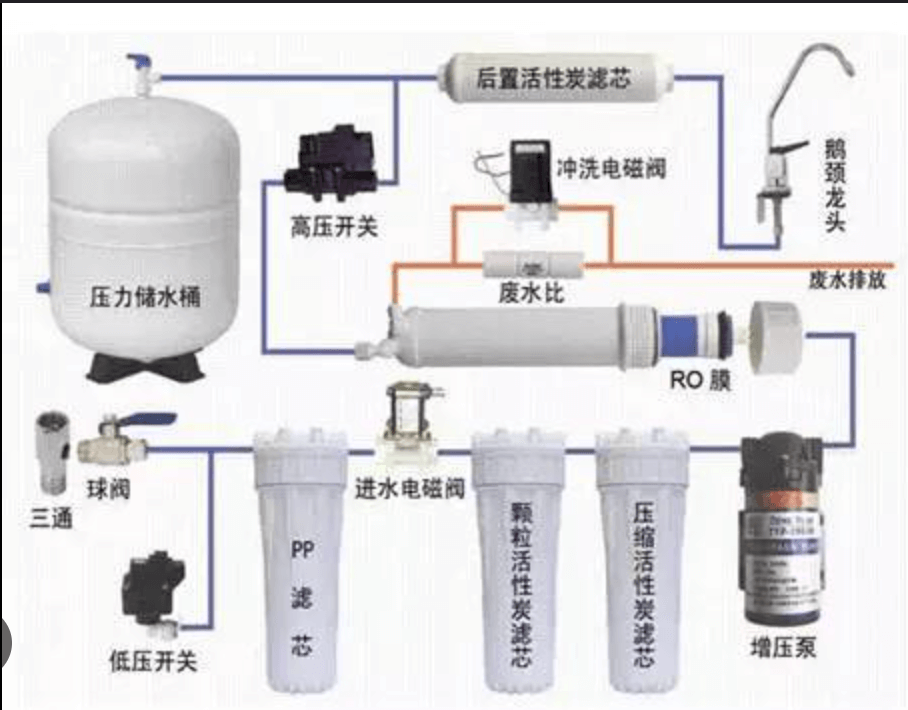 后置活性炭滤芯
冲洗电磁阀
鹅颈龙头
高压开关
压力储水桶
废水比
废水排放
RO 膜
球阀
三通
进水电磁阀
PP滤芯
颗粒活性炭滤芯
压缩活性炭滤芯
低压开关
增压泵